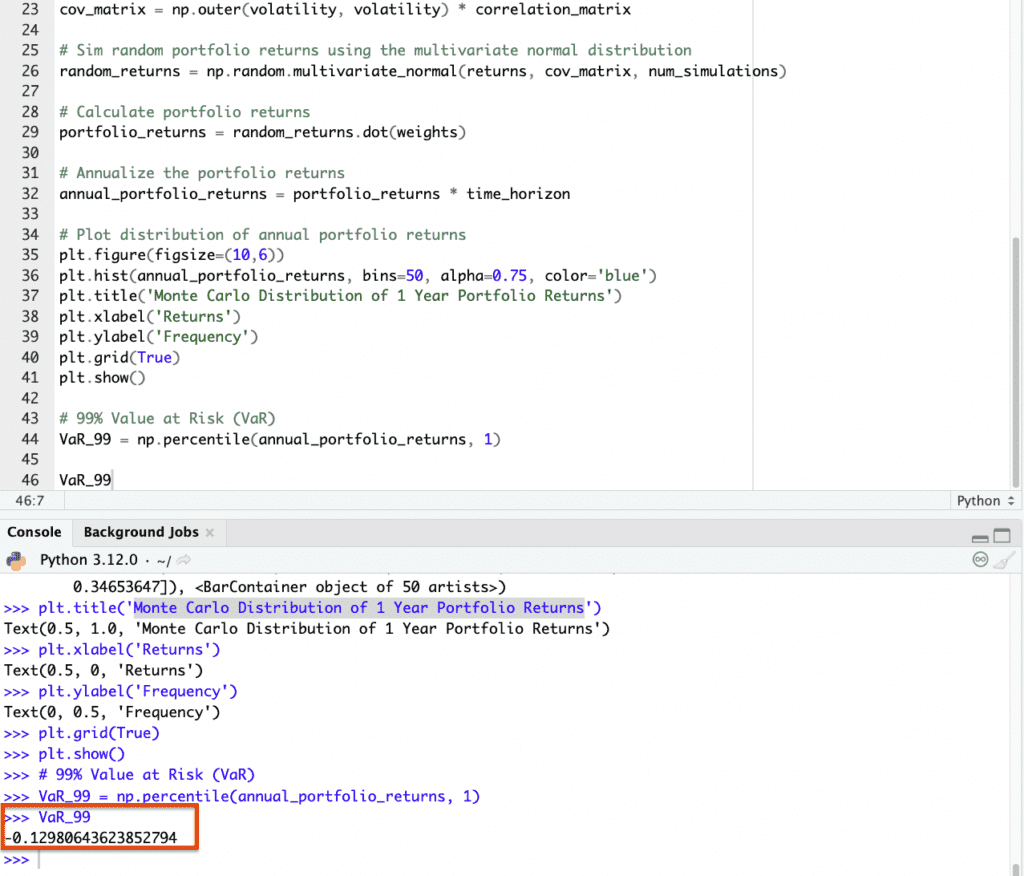 23 cov_matrix = np.outer(volatility, volatility) * correlation_matrix
24
25 # Sim random portfolio returns using the multivariate normal distribution
26 random_returns = np.random.multivariate_normal(returns, cov_matrix, num_simulations)
27
28 # Calculate portfolio returns
29 portfolio_returns = random_returns.dot(weights)
30
31 # Annualize the portfolio returns
32 annual_portfolio_returns = portfolio_returns * time_horizon
33
34 # Plot distribution of annual portfolio returns
35 plt.figure(figsize=(10,6))
36 plt.hist(annual_portfolio_returns, bins=50, alpha=0.75, color='blue')
37 plt.title('Monte Carlo Distribution of 1 Year Portfolio Returns')
38 plt.xlabel('Returns')
39 plt.ylabel('Frequency')
40 plt.grid(True)
41 plt.show()
42
43 # 99% Value at Risk (VaR)
44 VaR_99 = np.percentile(annual_portfolio_returns, 1)
45
46 VaR_99
46:7 Python
Console Background Jobs
Python 3.12.0 · ~/
0.34653647]), <BarContainer object of 50 artists>)
>>> plt.title('Monte Carlo Distribution of 1 Year Portfolio Returns')
Text(0.5, 1.0, 'Monte Carlo Distribution of 1 Year Portfolio Returns')
>>> plt.xlabel('Returns')
Text(0.5, 0, 'Returns')
>>> plt.ylabel('Frequency')
Text(0, 0.5, 'Frequency')
>>> plt.grid(True)
>>> plt.show()
>>> # 99% Value at Risk (VaR)
>>> VaR_99 = np.percentile(annual_portfolio_returns, 1)
>>> VaR_99
-0.12980643623852794
>>>